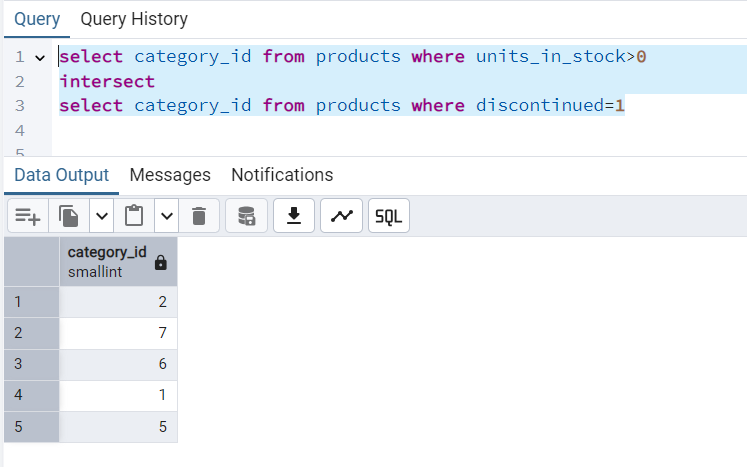 Query Query History
1 select category_id from products where units_in_stock>0
2 intersect
3 select category_id from products where discontinued=1
4
5
Data Output Messages Notifications
SQL
category_id
smallint
1 2
2 7
3 6
4 1
5 5